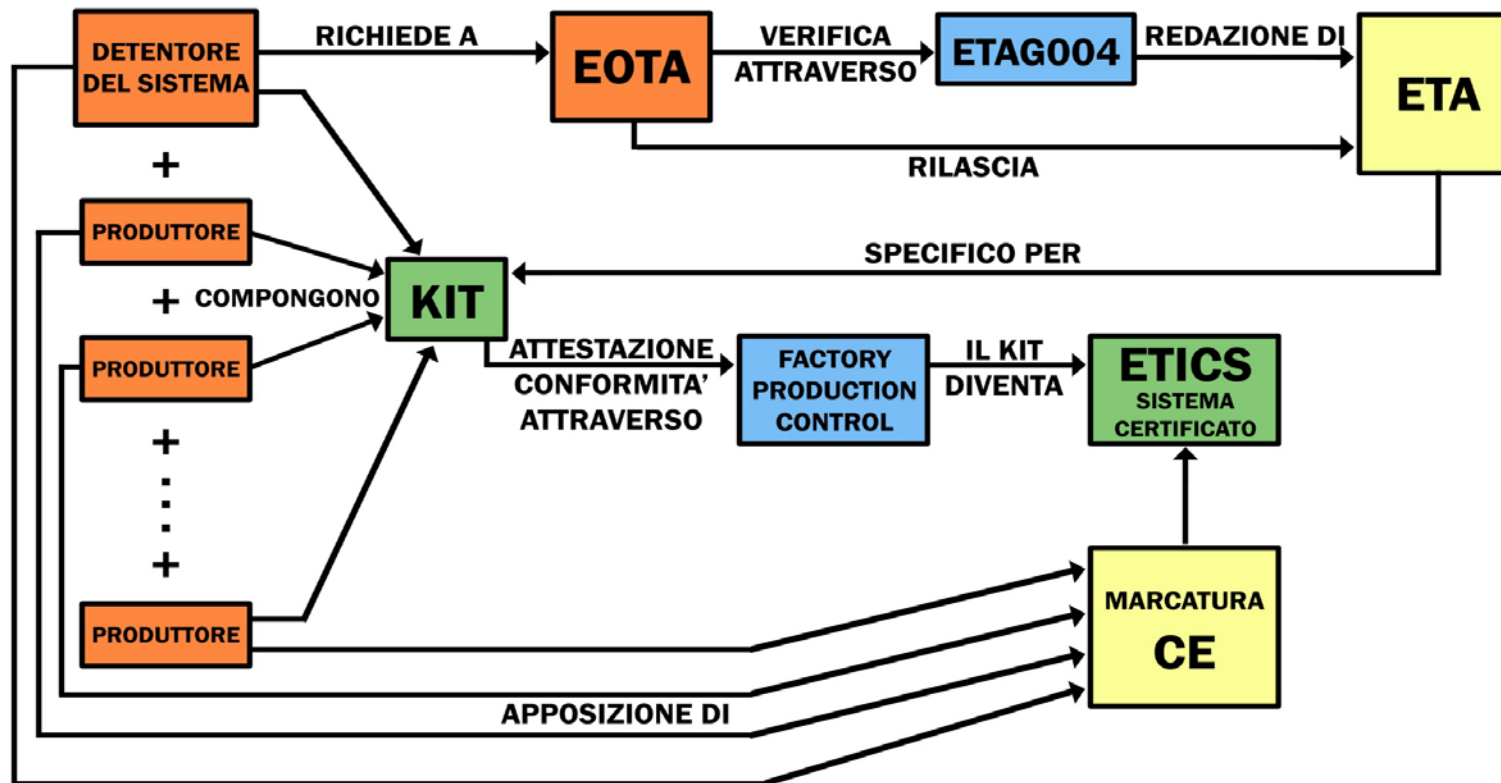 DETENTORE
DEL SISTEMA
RICHIEDE A
EOTA
VERIFICA
ATTRAVERSO
ETAG004
REDAZIONE DI
ETA
RILASCIA
+
PRODUTTORE
SPECIFICO PER
+
COMPONGONO
KIT
PRODUTTORE
ATTESTAZIONE
CONFORMITA’
ATTRAVERSO
FACTORY
PRODUCTION
CONTROL
IL KIT
DIVENTA
ETICS
SISTEMA
CERTIFICATO
+
+
PRODUTTORE
MARCATURA
CE
APPOSIZIONE DI